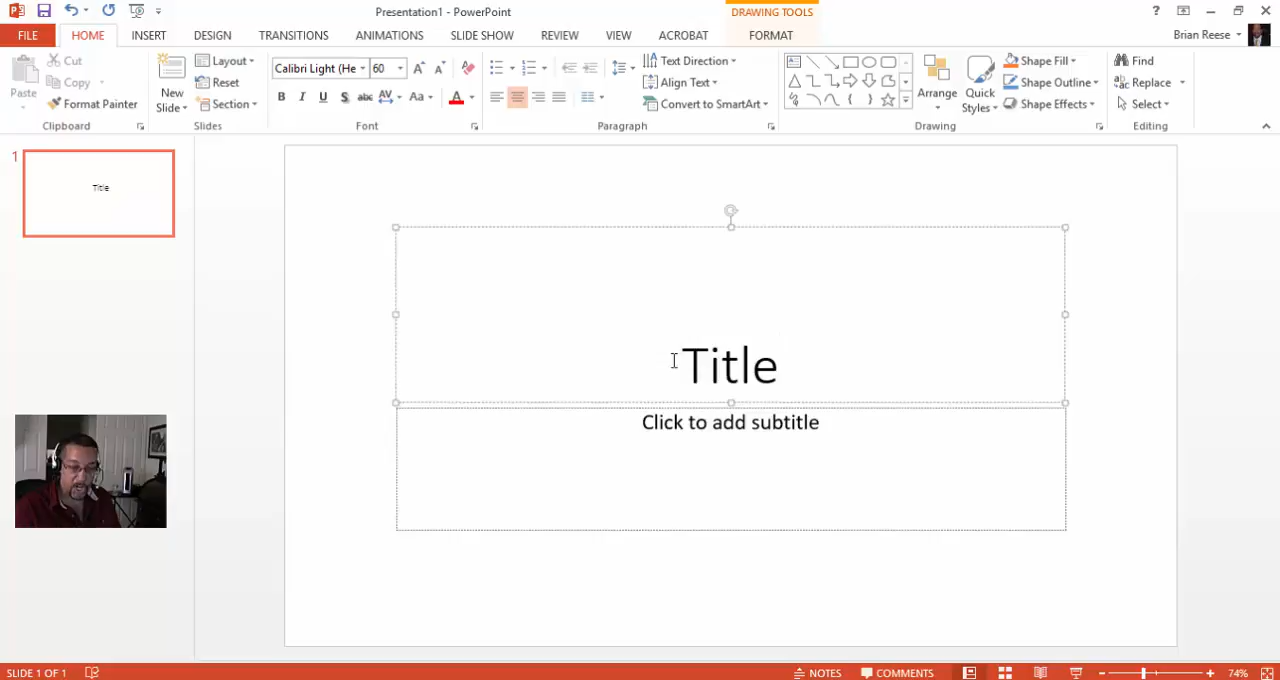 Presentation1 - PowerPoint
DRAWING TOOLS
?
FILE HOME INSERT DESIGN TRANSITIONS ANIMATIONS SLIDE SHOW REVIEW VIEW ACROBAT FORMAT
Brian Reese
Paste
Cut
Copy
Format Painter
Clipboard
New
Slide
Layout
Reset
Section
Slides
Calibri Light (He 60
B I U S abc AV Aa A
Font
Text Direction
Align Text
Convert to SmartArt
Paragraph
Drawing
Arrange
Quick
Styles
Shape Fill
Shape Outline
Shape Effects
Find
Replace
Select
Editing
1
Title
Title
Click to add subtitle
SLIDE 1 OF 1
NOTES
COMMENTS
74%